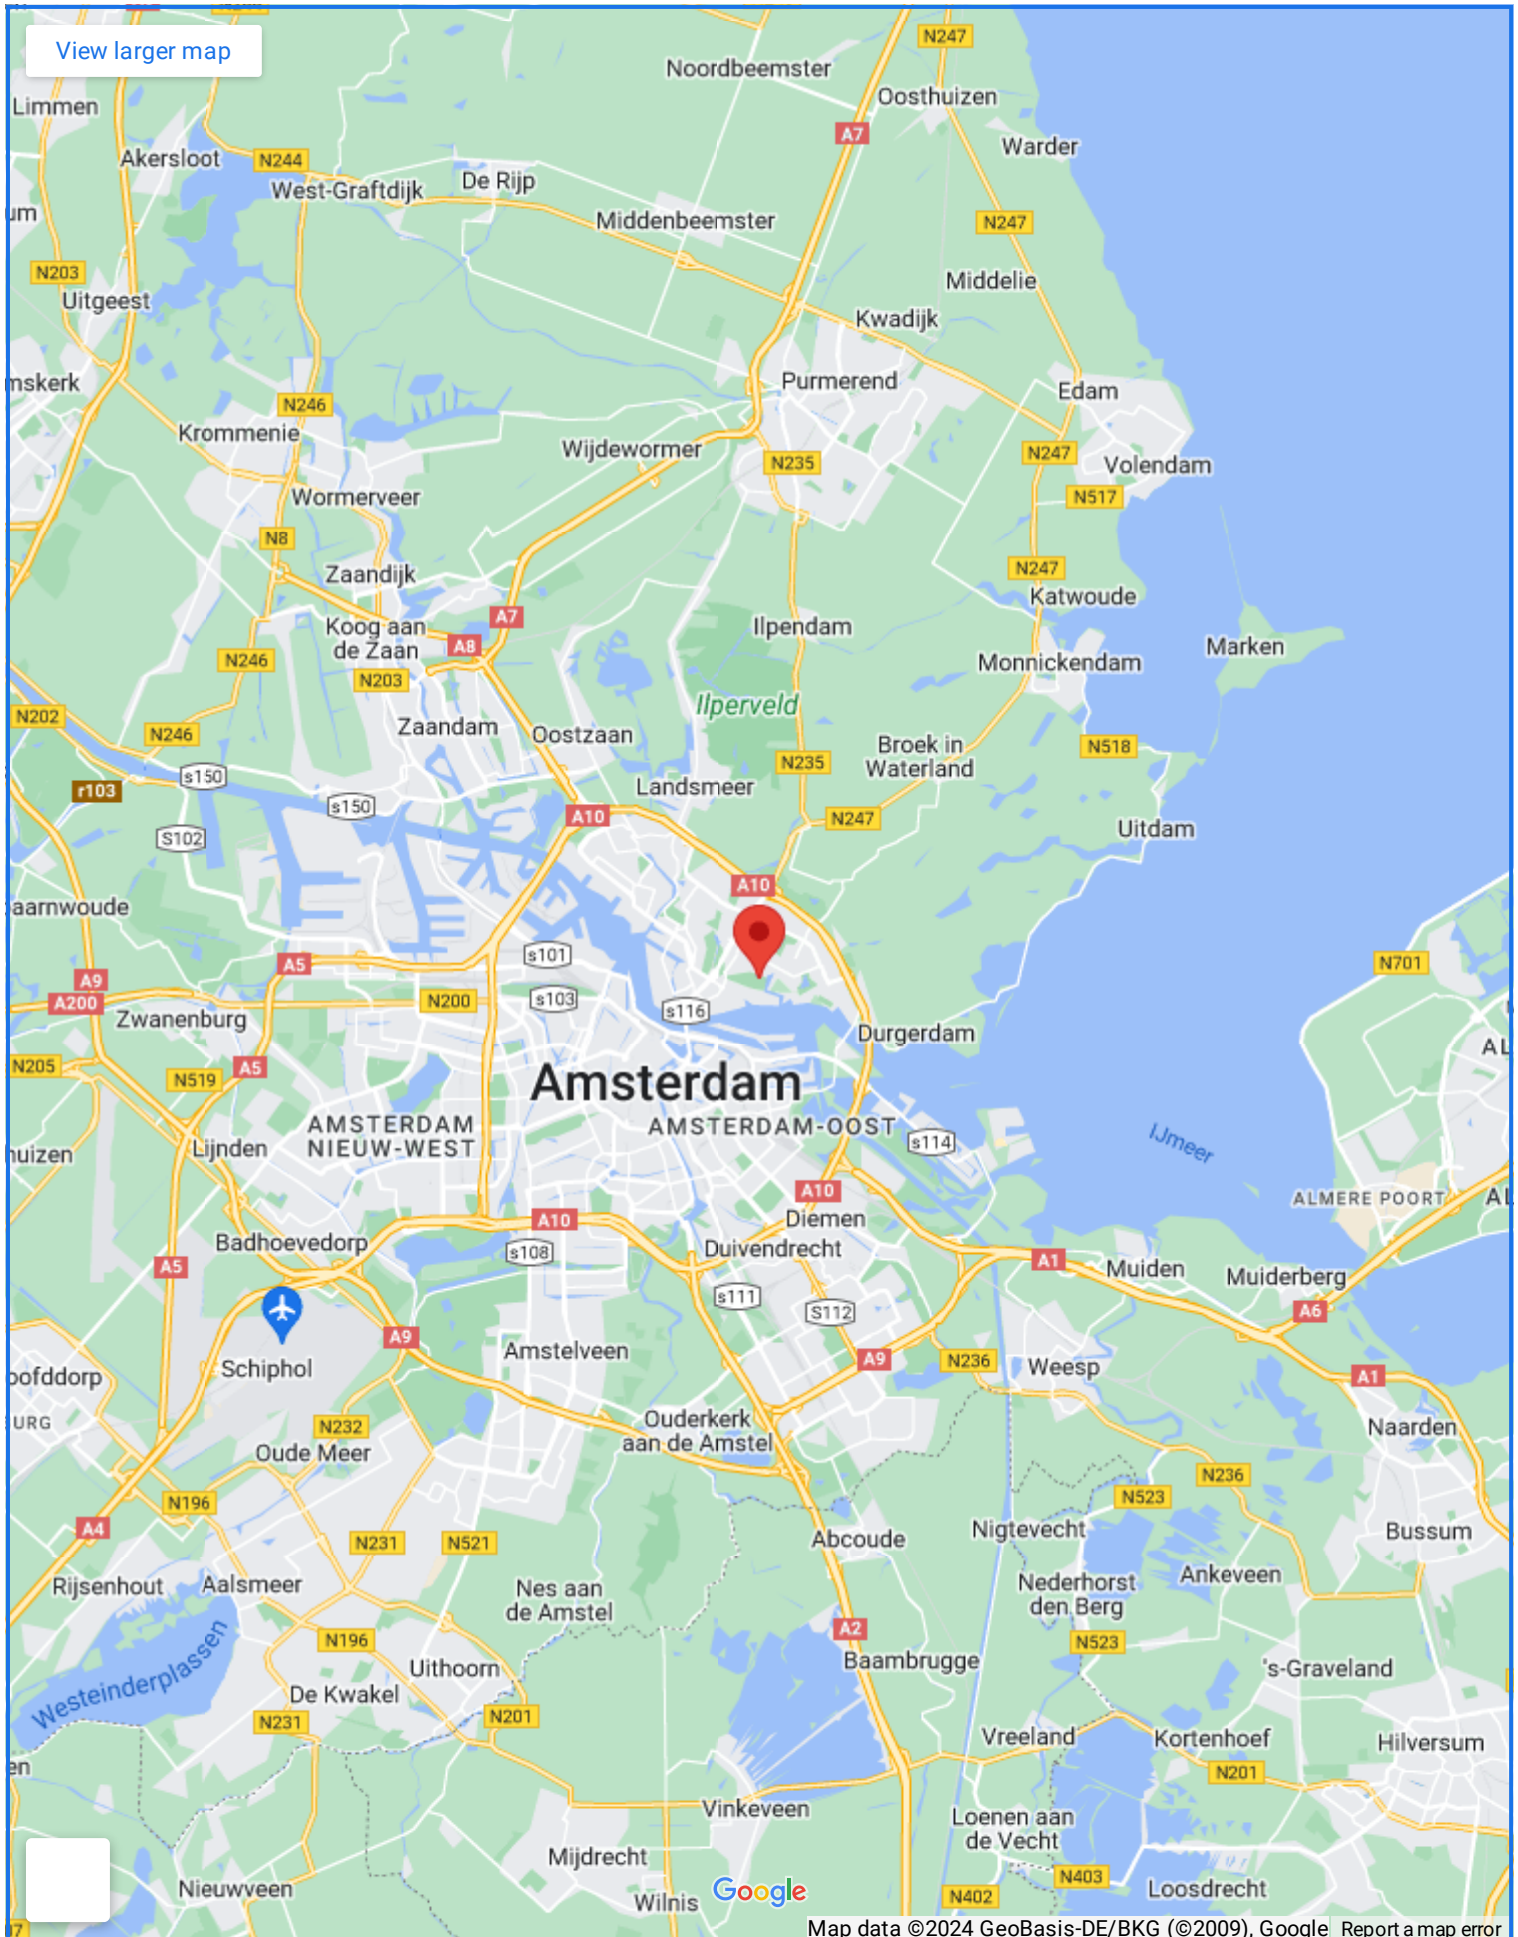 View larger map
N247
Noordbeemster
Oosthuizen
Limmen
A7
Warder
Akersloot
N244
West-Graftdijk
De Rijp
um
Middenbeemster
N247
N203
Middelie
Uitgeest
Kwadijk
mskerk
Purmerend
Edam
N246
Krommenie
Wijdewormer
N235
N247
Volendam
Wormerveer
N517
N8
Zaandijk
N247
Katwoude
A7
Koog aan
de Zaan
A8
Ilpendam
Marken
N246
N203
Monnickendam
Ilperveld
N202
N246
Zaandam
Oostzaan
Broek in
Waterland
N518
s150
N235
r103
s150
Landsmeer
A10
N247
S102
Uitdam
A10
aarnwoude
s101
A5
N701
A9
A200
N200
s103
s116
Zwanenburg
Durgerdam
AL
N205
A5
N519
Amsterdam
AMSTERDAM
NIEUW-WEST
AMSTERDAM-OOST
s114
IJmeer
huizen
Lijnden
A10
ALMERE POORT
AL
A10
Diemen
Badhoevedorp
s108
Duivendrecht
A1
A5
Muiden
Muiderberg
s111
S112
A6
A9
Amstelveen
A9
N236
Weesp
Schiphol
oofddorp
A1
URG
N232
Ouderkerk
aan de Amstel
Naarden
Oude Meer
N236
N196
N523
A4
N231
N521
Abcoude
Nigtevecht
Bussum
Rijsenhout
Aalsmeer
Nes aan
de Amstel
Nederhorst
den Berg
Ankeveen
N196
A2
N523
Westeinderplassen
Uithoorn
Baambrugge
's-Graveland
De Kwakel
N231
N201
Vreeland
Kortenhoef
Hilversum
en
N201
Vinkeveen
Loenen aan
de Vecht
Mijdrecht
Nieuwveen
Google
Wilnis
N403
N402
Loosdrecht
7
Map data ©2024 GeoBasis-DE/BKG (©2009), Google
Report a map error